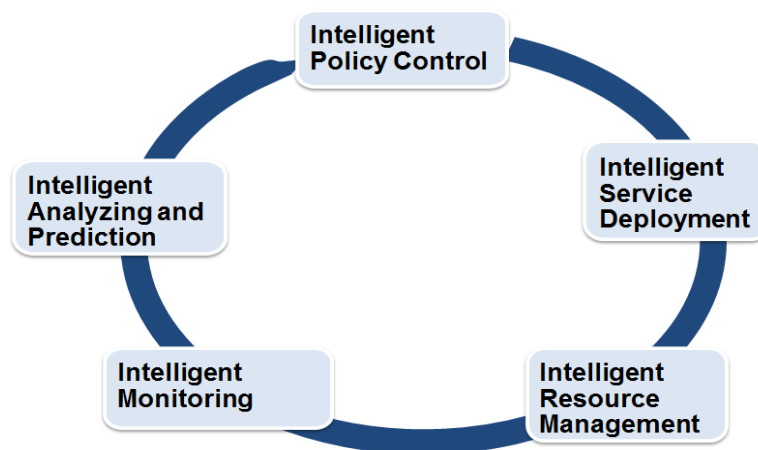 Intelligent
Policy Control
Intelligent
Service
Deployment
Intelligent
Resource
Management
Intelligent
Monitoring
Intelligent
Analyzing and
Prediction